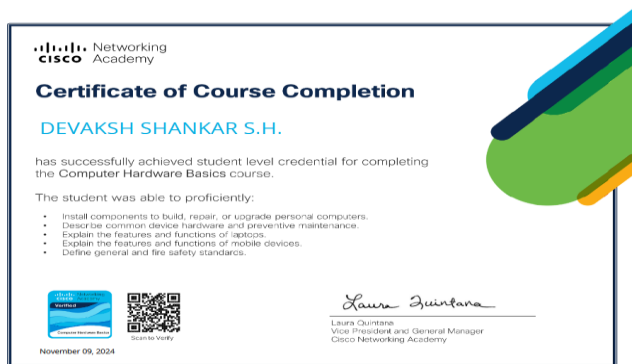 Networking
CISCO Academy
Certificate of Course Completion
DEVAKSH SHANKAR S.H.
has successfully achieved student level credential for completing
the Computer Hardware Basics course.
The student was able to proficiently:
• Install components to build, repair, or upgrade personal computers.
• Describe common device hardware and preventive maintenance.
• Explain the features and functions of laptops.
• Explain the features and functions of mobile devices.
• Define general and fire safety standards.
CISCO Networking Academy
Verified
Computer Hardware Basics
Scan to Verify
November 09, 2024
Laura Quintana
Laura Quintana
Vice President and General Manager
Cisco Networking Academy